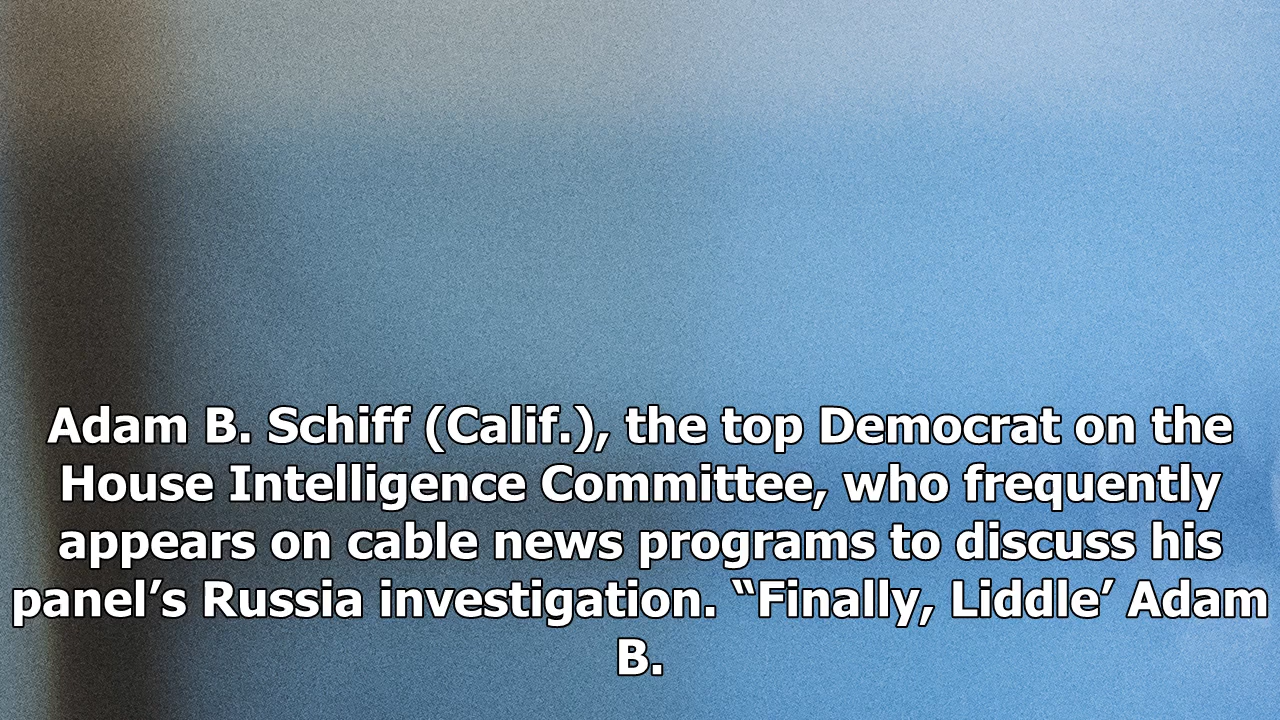 Adam B. Schiff (Calif.), the top Democrat on the
House Intelligence Committee, who frequently
appears on cable news programs to discuss his
panel’s Russia investigation. “Finally, Liddle’ Adam
B.